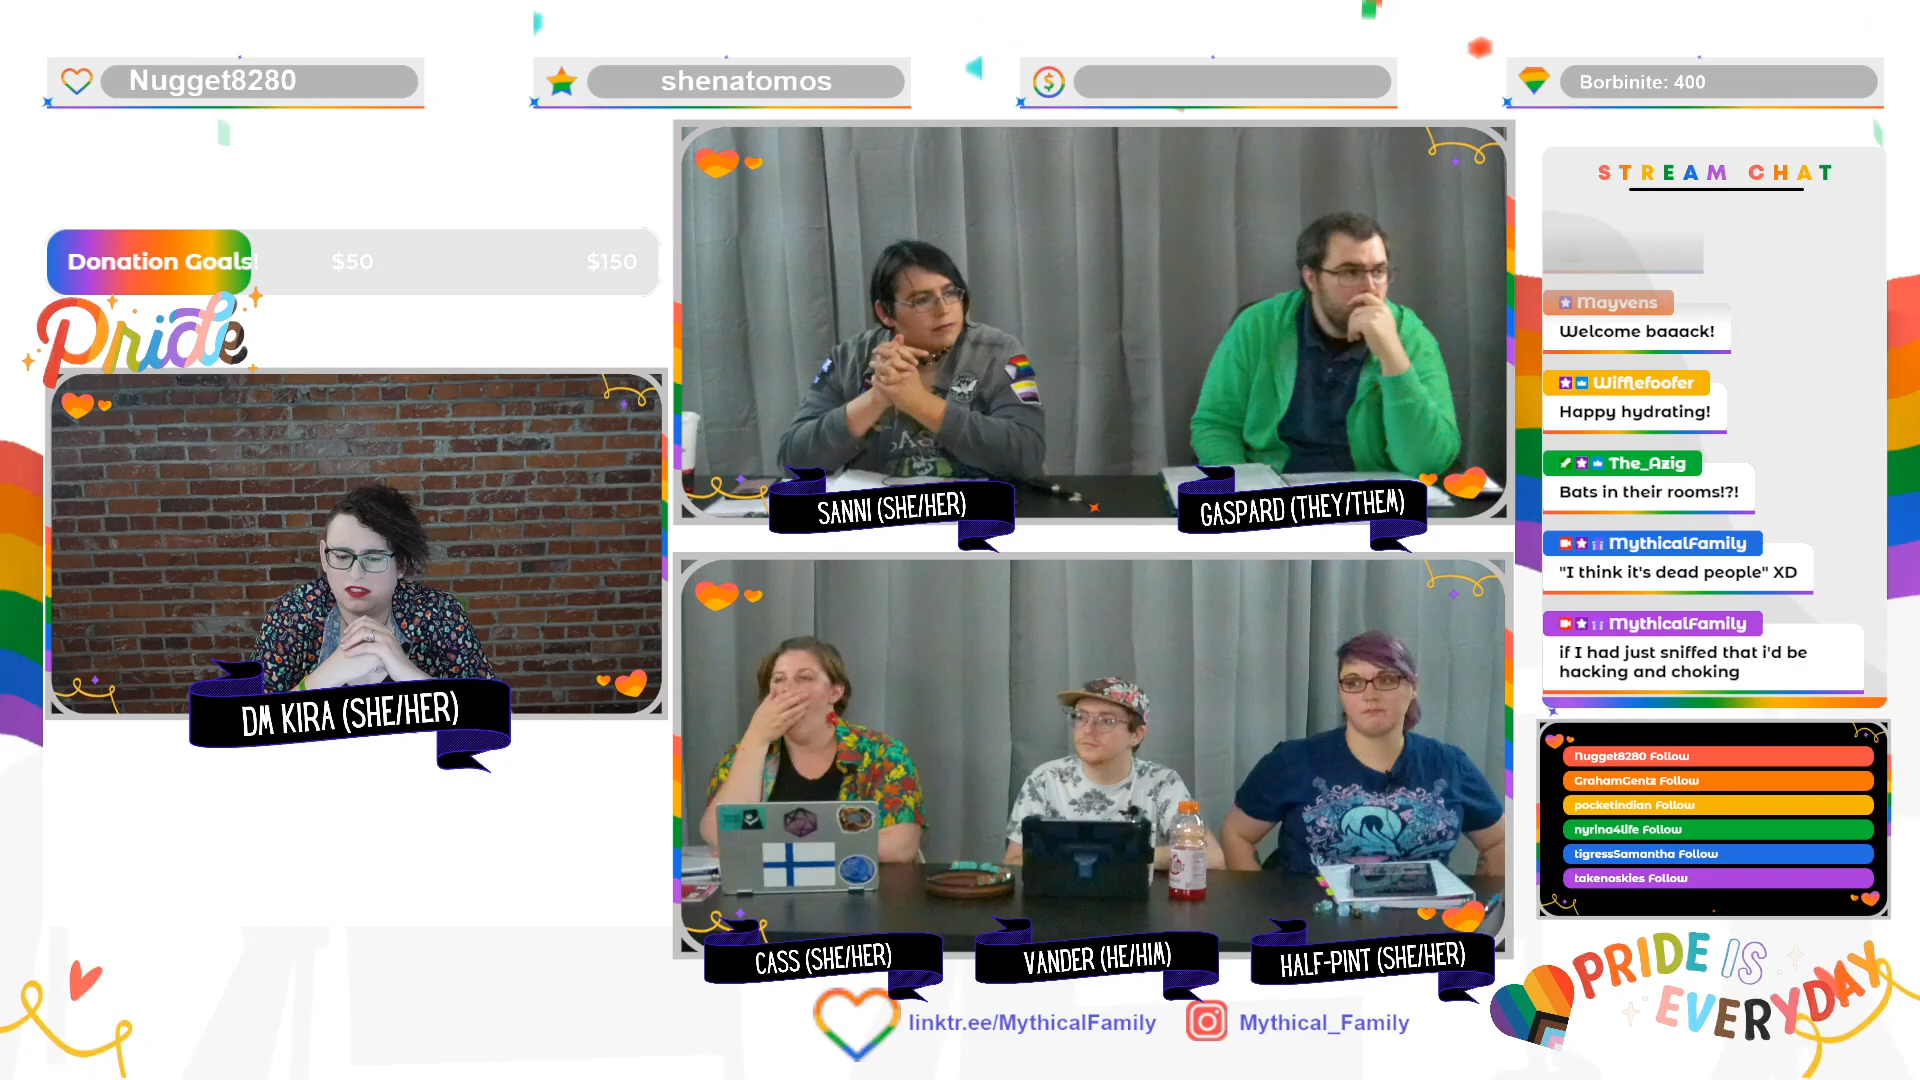 Nugget8280
shenatomos
Borbinite: 400
Donation Goals!
$50
$150
Pride
STREAM CHAT
Mayvens
Welcome baaack!
Wifflefoofer
Happy hydrating!
The_Azig
Bats in their rooms!?!
MythicalFamily
"I think it's dead people" XD
MythicalFamily
if I had just sniffed that i'd be
hacking and choking
SANNI (SHE/HER)
GASPARD (THEY/THEM)
DM KIRA (SHE/HER)
CASS (SHE/HER)
VANDER (HE/HIM)
HALF-PINT (SHE/HER)
Nugget8280 Follow
GrahamGentz Follow
pocketindian Follow
nyrina4life Follow
tigressSamantha Follow
takenoskies Follow
PRIDE IS
EVERYDAY
linktr.ee/MythicalFamily
Mythical_Family